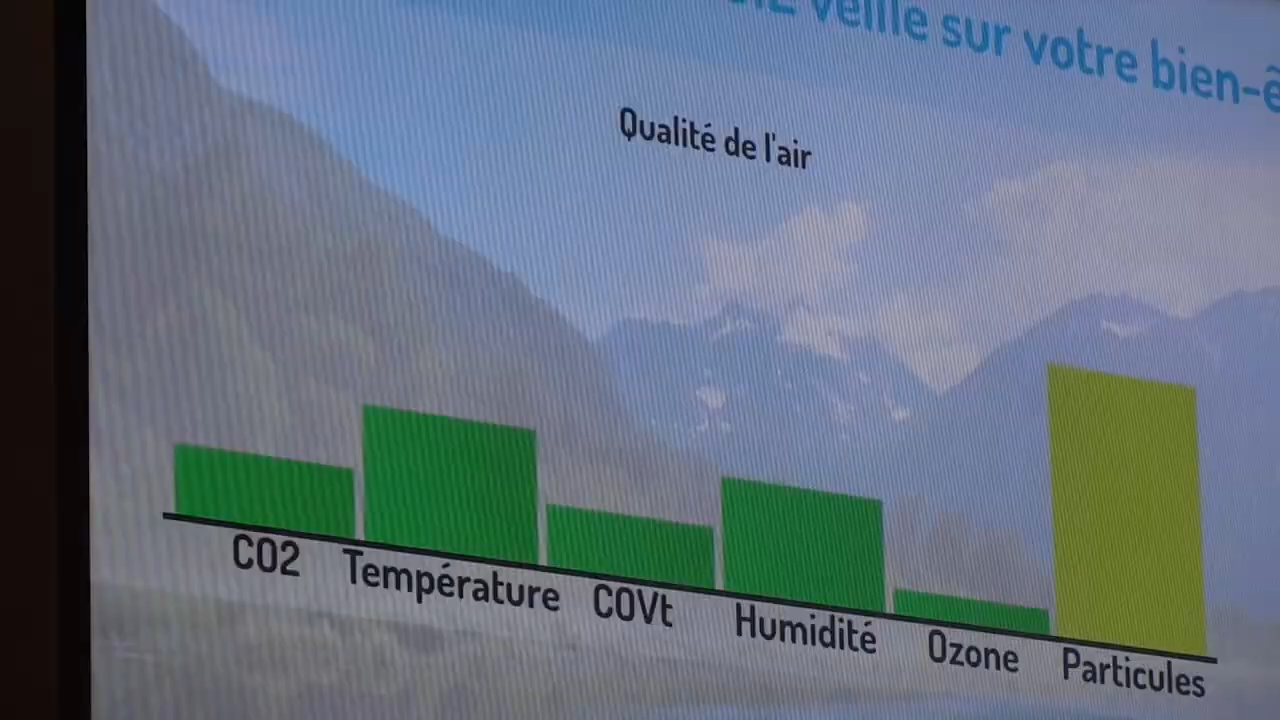 veille sur votre bien-ê
Qualité de l'air
CO2 Température COVt Humidité Ozone Particules